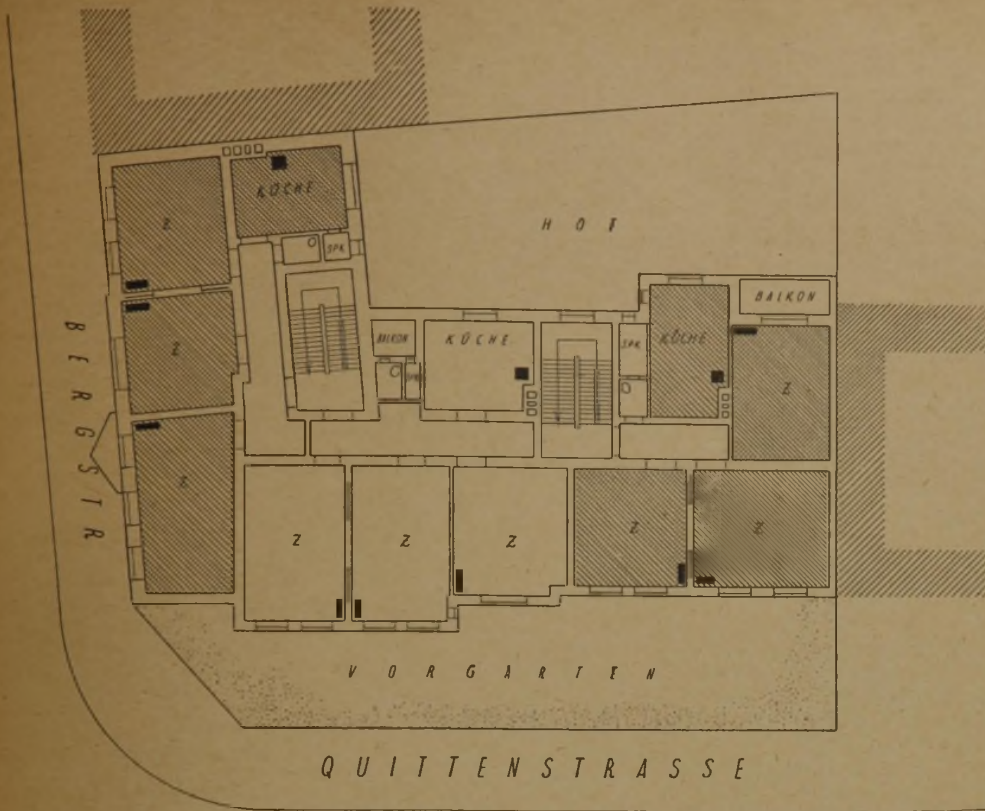 KÜCHE
Z
SPK.
HOF
BALKON
Z
BALKON
KÜCHE
SPK.
KÜCHE
Z
BERGSTR
Z
Z
Z
Z
Z
Z
VORGARTEN
QUITTENSTRASSE